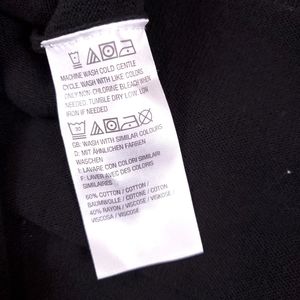 MACHINE WASH COLD, GENTLE
CYCLE. WASH WITH LIKE COLORS
ONLY NON-CHLORINE BLEACH WHEN
NEEDED. TUMBLE DRY LOW. LOW
IRON IF NEEDED
30
GB: WASH WITH SIMILAR COLOURS
D: MIT ÄHNLICHEN FARBEN
WASCHEN
I: LAVARE CON COLORI SIMILARI
F: LAVER AVEC DES COLORIS
SIMILAIRES
60% COTTON / COTTON /
BAUMWOLLE / COTONE / COTON
40% RAYON / VISCOSE / VISKOSE /
VISCOSA / VISCOSE